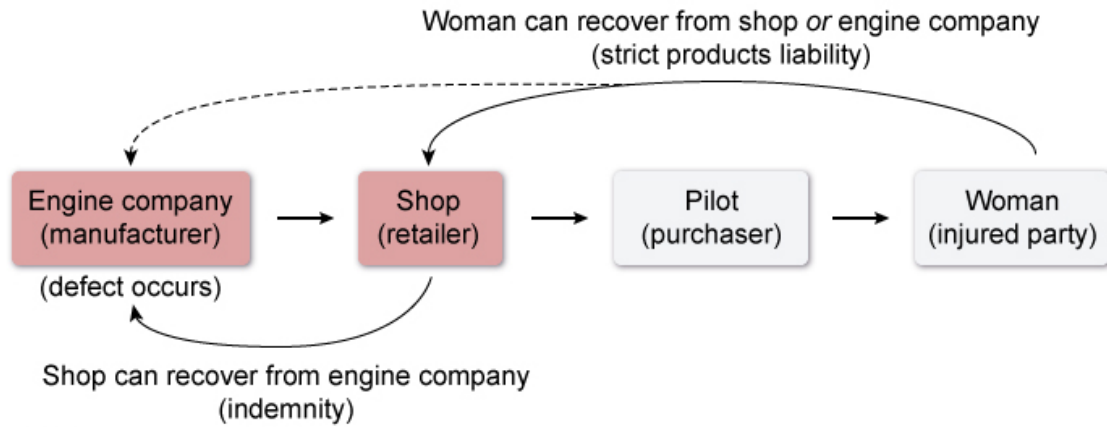 Woman can recover from shop or engine company
(strict products liability)
Engine company
(manufacturer)
Shop
(retailer)
Pilot
(purchaser)
Woman
(injured party)
(defect occurs)
Shop can recover from engine company
(indemnity)